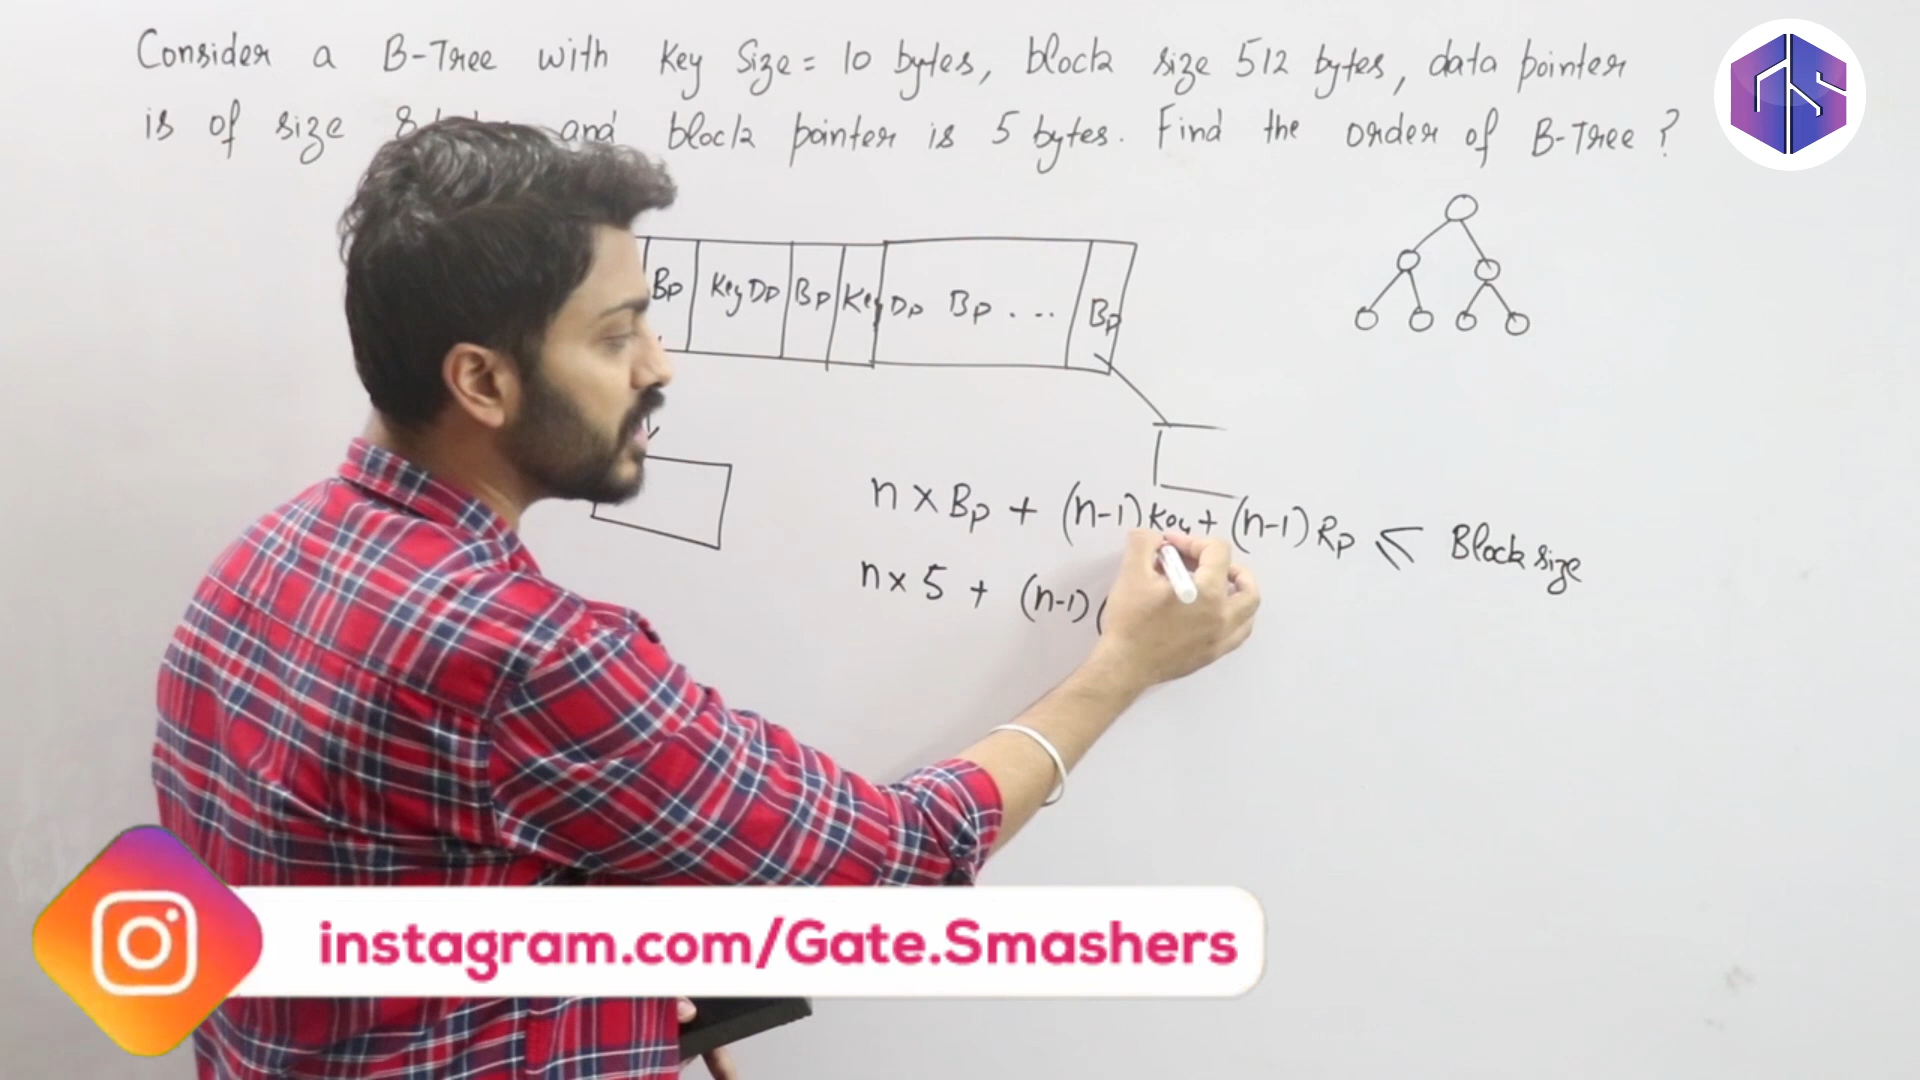 Consider a B-Tree with Key Size = 10 bytes, block size 512 bytes, data pointer
is of size 8 and block pointer is 5 bytes. Find the order of B-Tree ?
GS
Bp Key Dp Bp Key Dp Bp . ... Bp
n × Bp + (n-1) Key + (n-1) Rp ≤ Block size
n × 5 + (n-1) (
instagram.com/Gate.Smashers